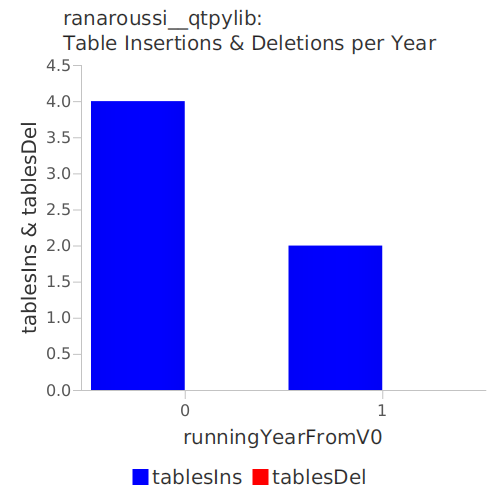 ranaroussi__qtpylib:
Table Insertions & Deletions per Year
tablesIns & tablesDel
4.5
4.0
3.5
3.0
2.5
2.0
1.5
1.0
0.5
0.0
0 1
runningYearFromV0
tablesIns tablesDel